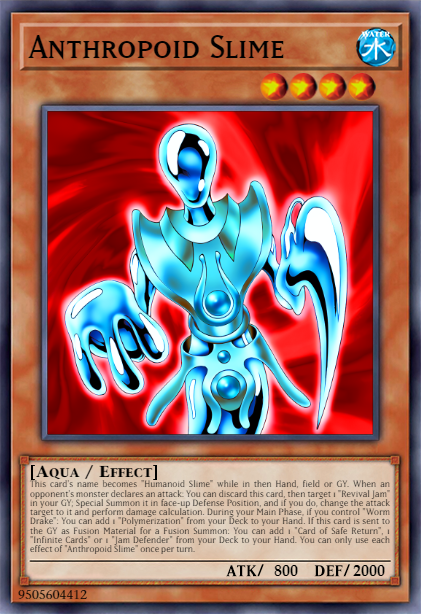 Anthropoid Slime
WATER
水
[Aqua / Effect]
This card's name becomes "Humanoid Slime" while in then Hand, field or GY. When an
opponent's monster declares an attack: You can discard this card, then target 1 "Revival Jam"
in your GY; Special Summon it in face-up Defense Position, and if you do, change the attack
target to it and perform damage calculation. During your Main Phase, if you control "Worm
Drake": You can add 1 "Polymerization" from your Deck to your Hand. If this card is sent to
the GY as Fusion Material for a Fusion Summon: You can add 1 "Card of Safe Return", 1
"Infinite Cards" or 1 "Jam Defender" from your Deck to your Hand. You can only use each
effect of "Anthropoid Slime" once per turn.
ATK/ 800 DEF/2000
9505604412